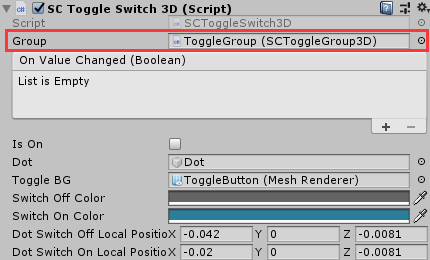 SC Toggle Switch 3D (Script)
Script SCToggleSwitch3D
Group ToggleGroup (SCToggleGroup3D)
On Value Changed (Boolean)
List is Empty
Is On
Dot Dot
Toggle BG ToggleButton (Mesh Renderer)
Switch Off Color
Switch On Color
Dot Switch Off Local Positio X -0.042 Y 0 Z -0.0081
Dot Switch On Local Positio X -0.02 Y 0 Z -0.0081